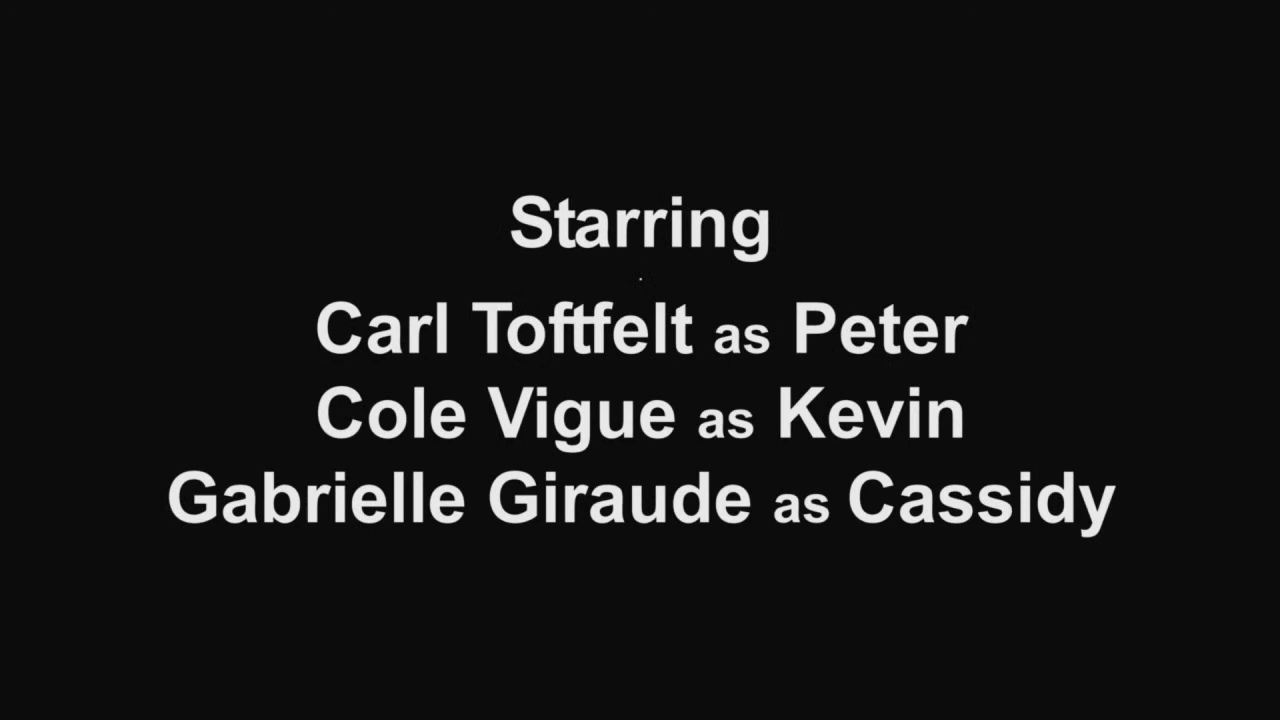 Starring
Carl Toftfelt as Peter
Cole Vigue as Kevin
Gabrielle Giraude as Cassidy